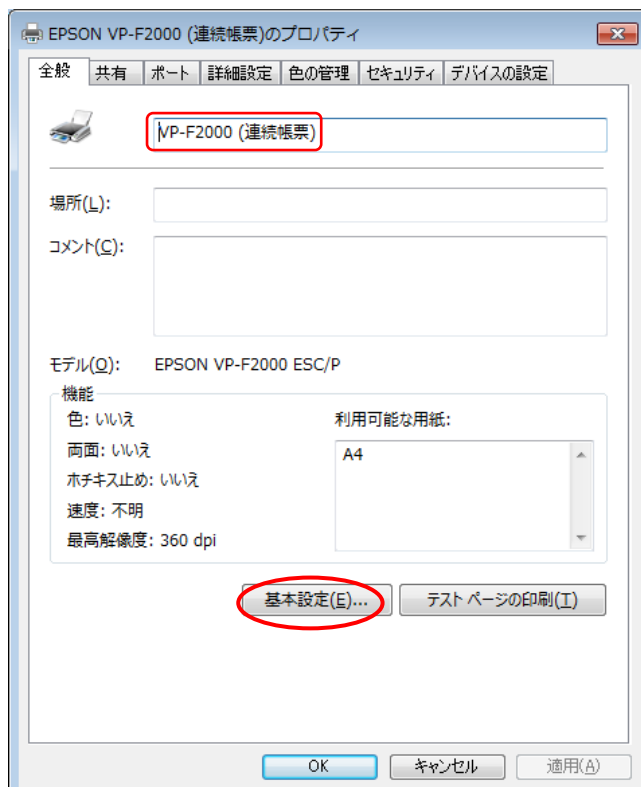 EPSON VP-F2000 (連続帳票)のプロパティ
全般 共有 ポート 詳細設定 色の管理 セキュリティ デバイスの設定
VP-F2000 (連続帳票)
場所(L):
コメント(C):
モデル(O): EPSON VP-F2000 ESC/P
機能
色: いいえ 利用可能な用紙:
両面: いいえ A4
ホチキス止め: いいえ
速度: 不明
最高解像度: 360 dpi
基本設定(E)... テスト ページの印刷(T)
OK キャンセル 適用(A)